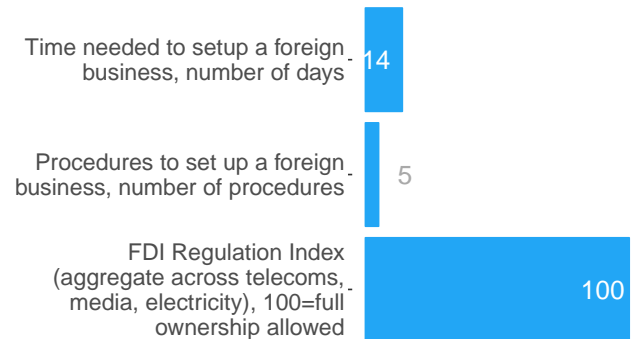 Time needed to setup a foreign
business, number of days
14
Procedures to set up a foreign
business, number of procedures
5
FDI Regulation Index
(aggregate across telecoms,
media, electricity), 100=full
ownership allowed
100